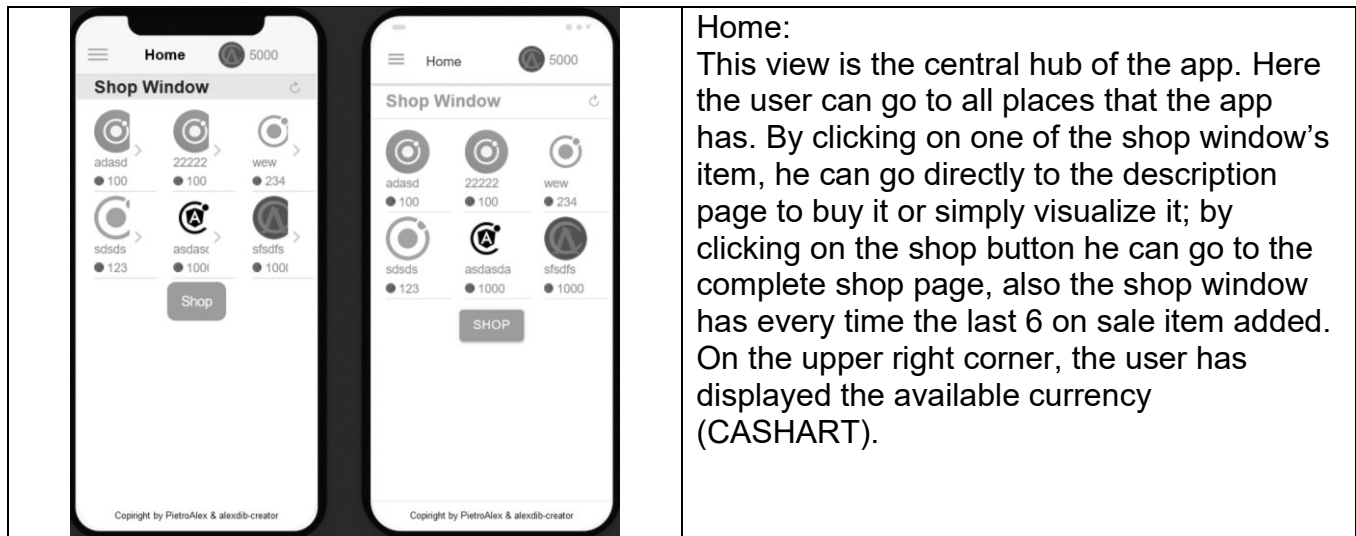 Home 5000
Shop Window
adasd 22222 wew
100 100 234
sdsds asdasc sfsdfs
123 100( 100(
Shop
Copiright by PietroAlex & alexdib-creator
Home 5000
Shop Window
adasd 22222 wew
100 100 234
sdsds asdasda sfsdfs
123 1000 1000
SHOP
Copiright by PietroAlex & alexdib-creator
Home:
This view is the central hub of the app. Here
the user can go to all places that the app
has. By clicking on one of the shop window's
item, he can go directly to the description
page to buy it or simply visualize it; by
clicking on the shop button he can go to the
complete shop page, also the shop window
has every time the last 6 on sale item added.
On the upper right corner, the user has
displayed the available currency
(CASHART).